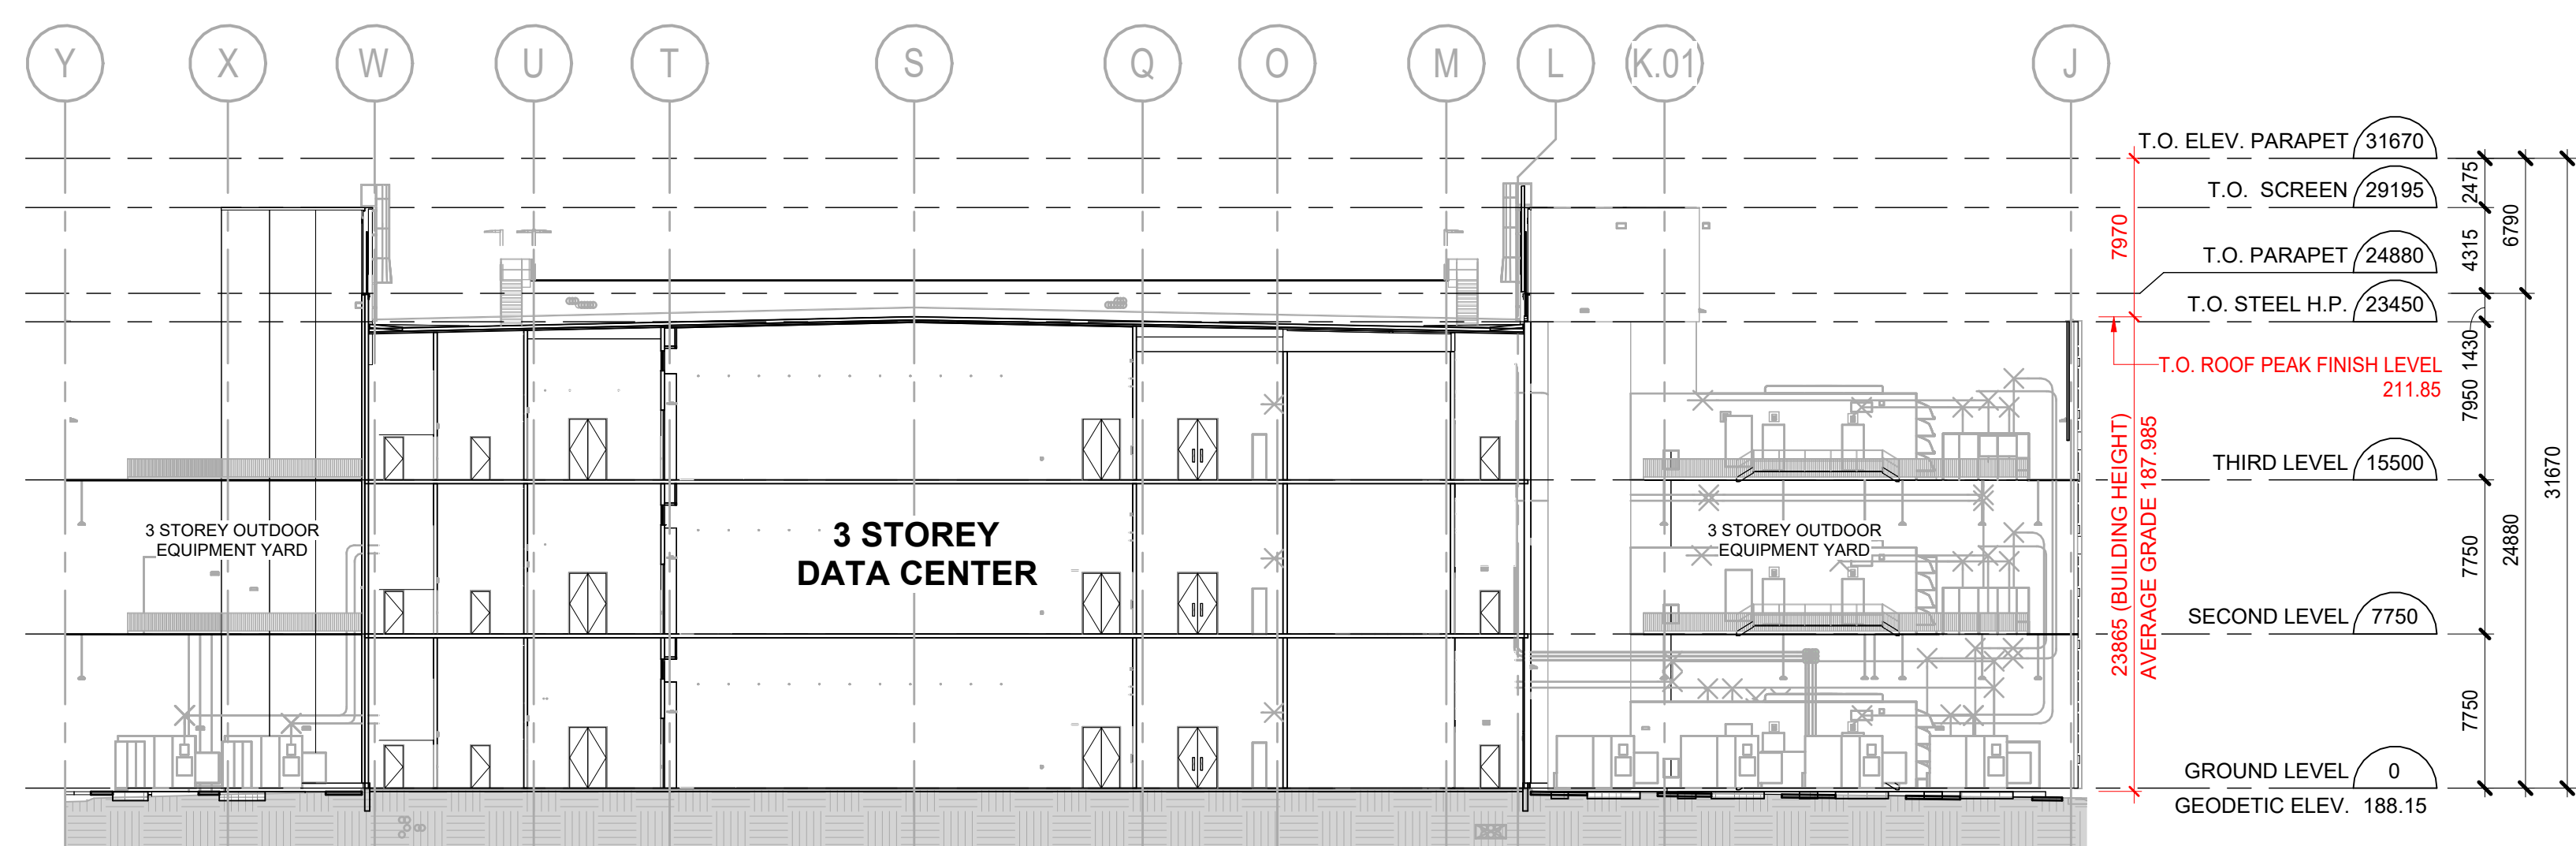 Y X W U T S Q O M L K.01 J
T.O. ELEV. PARAPET 31670
T.O. SCREEN 29195
T.O. PARAPET 24880
T.O. STEEL H.P. 23450
T.O. ROOF PEAK FINISH LEVEL
211.85
THIRD LEVEL 15500
SECOND LEVEL 7750
GROUND LEVEL 0
GEODETIC ELEV. 188.15
7970
23865 (BUILDING HEIGHT)
AVERAGE GRADE 187.985
2475
4315
1430
7950
7750
7750
6790
24880
31670
3 STOREY OUTDOOR
EQUIPMENT YARD
3 STOREY
DATA CENTER
3 STOREY OUTDOOR
EQUIPMENT YARD